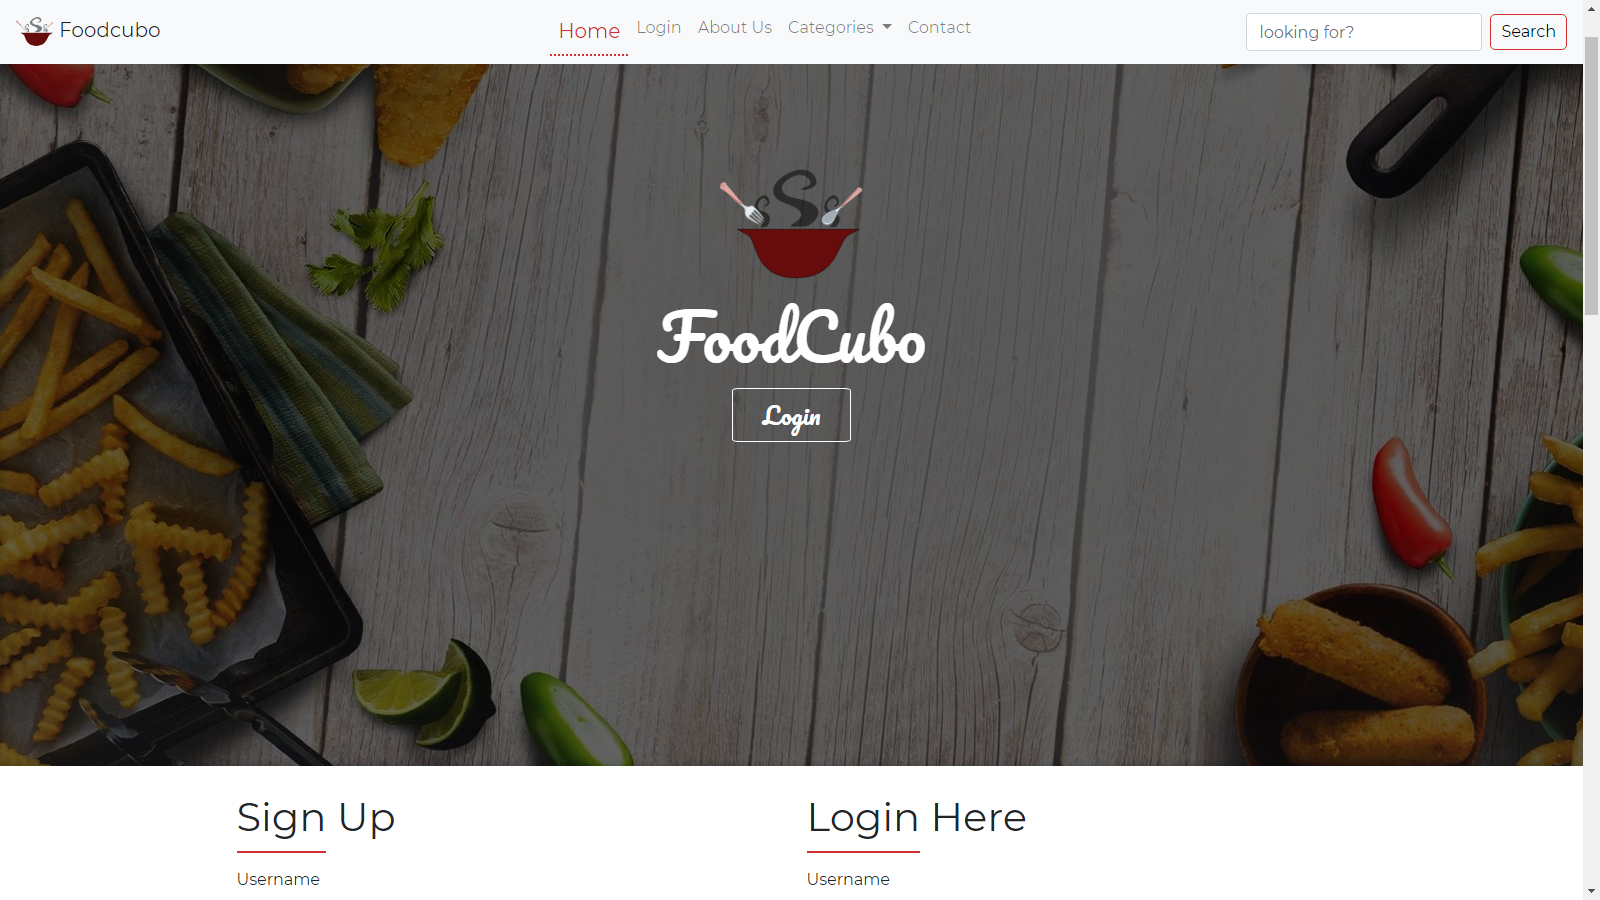 Foodcubo
Home Login About Us Categories Contact
looking for? Search
FoodCubo
Login
Sign Up
Login Here
Username
Username